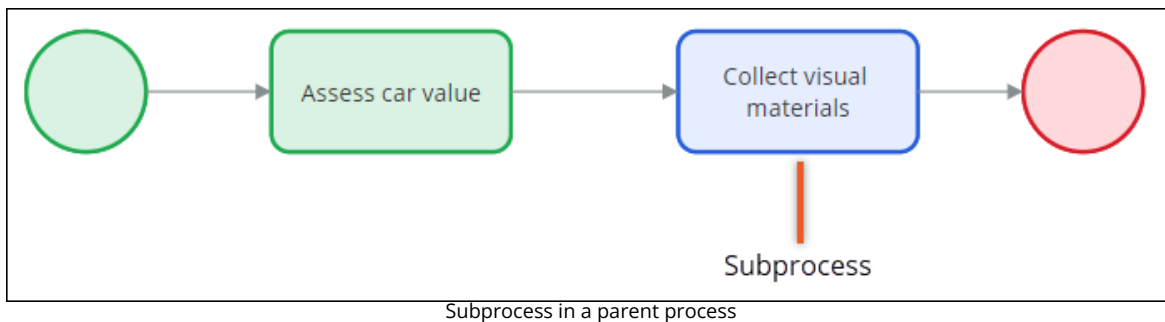 Assess car value
Collect visual
materials
Subprocess
Subprocess in a parent process